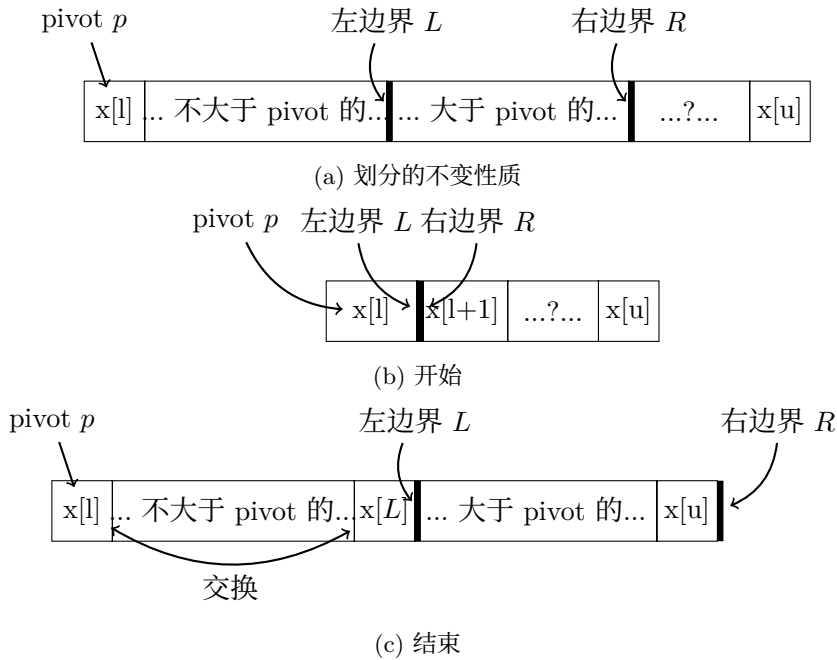 pivot p 左边界 L 右边界 R
x[l] ... 不大于 pivot 的... ... 大于 pivot 的... ...?... x[u]
(a) 划分的不变性质
pivot p 左边界 L 右边界 R
x[l] x[l+1] ...?... x[u]
(b) 开始
pivot p 左边界 L 右边界 R
x[l] ... 不大于 pivot 的... x[L] ... 大于 pivot 的... x[u]
交换
(c) 结束